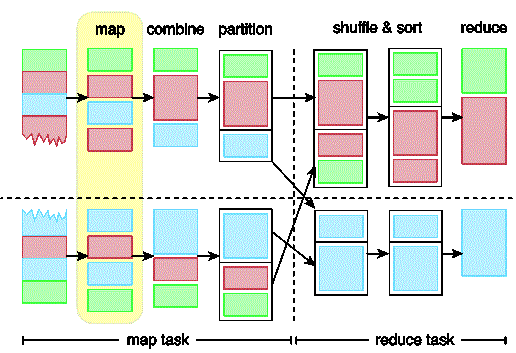 map combine partition shuffle & sort reduce
map task reduce task